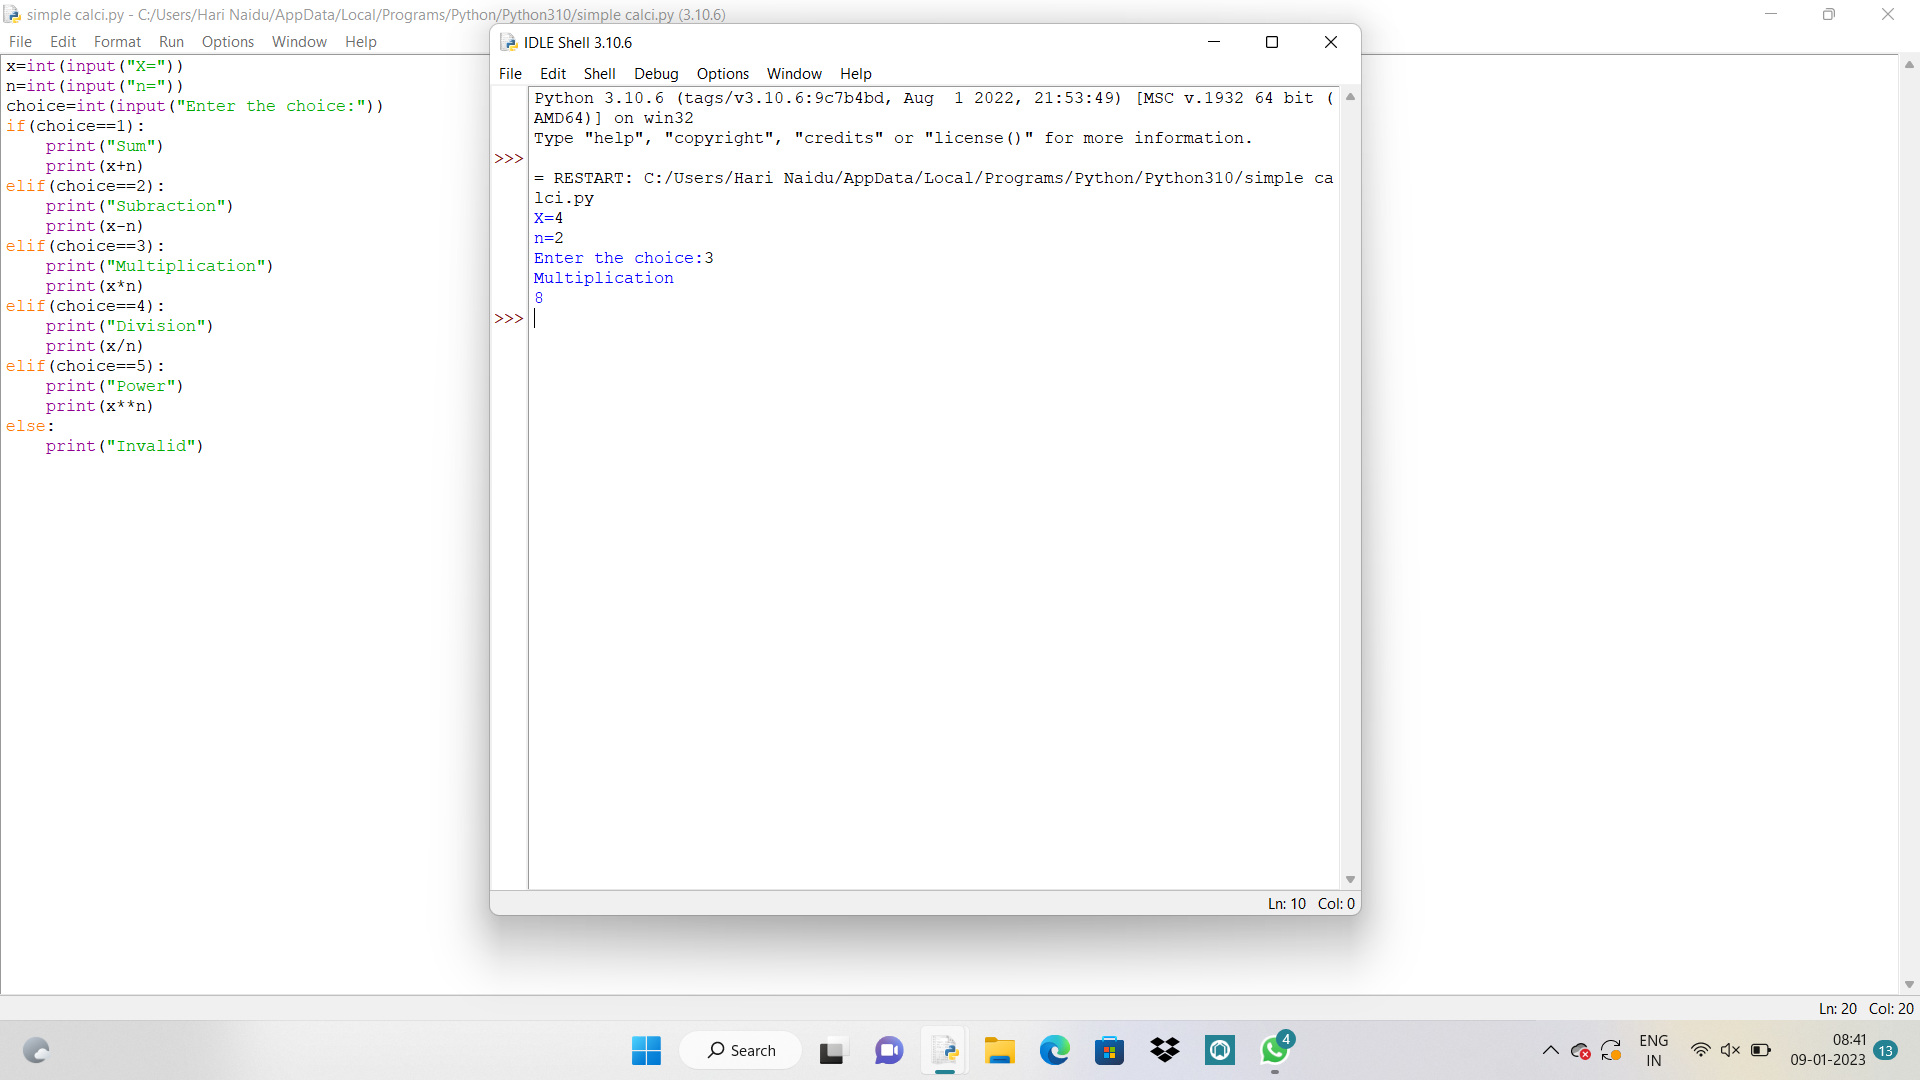 simple calci.py - C:/Users/Hari Naidu/AppData/Local/Programs/Python/Python310/simple calci.py (3.10.6)
File Edit Format Run Options Window Help
x=int(input("X="))
n=int(input("n="))
choice=int(input("Enter the choice:"))
if(choice==1):
    print("Sum")
    print(x+n)
elif(choice==2):
    print("Subraction")
    print(x-n)
elif(choice==3):
    print("Multiplication")
    print(x*n)
elif(choice==4):
    print("Division")
    print(x/n)
elif(choice==5):
    print("Power")
    print(x**n)
else:
    print("Invalid")
IDLE Shell 3.10.6
File Edit Shell Debug Options Window Help
Python 3.10.6 (tags/v3.10.6:9c7b4bd, Aug  1 2022, 21:53:49) [MSC v.1932 64 bit (
AMD64)] on win32
Type "help", "copyright", "credits" or "license()" for more information.
>>>
= RESTART: C:/Users/Hari Naidu/AppData/Local/Programs/Python/Python310/simple ca
lci.py
X=4
n=2
Enter the choice:3
Multiplication
8
>>>
Ln: 10 Col: 0
Ln: 20 Col: 20
Search
4
ENG
IN
08:41
09-01-2023
13